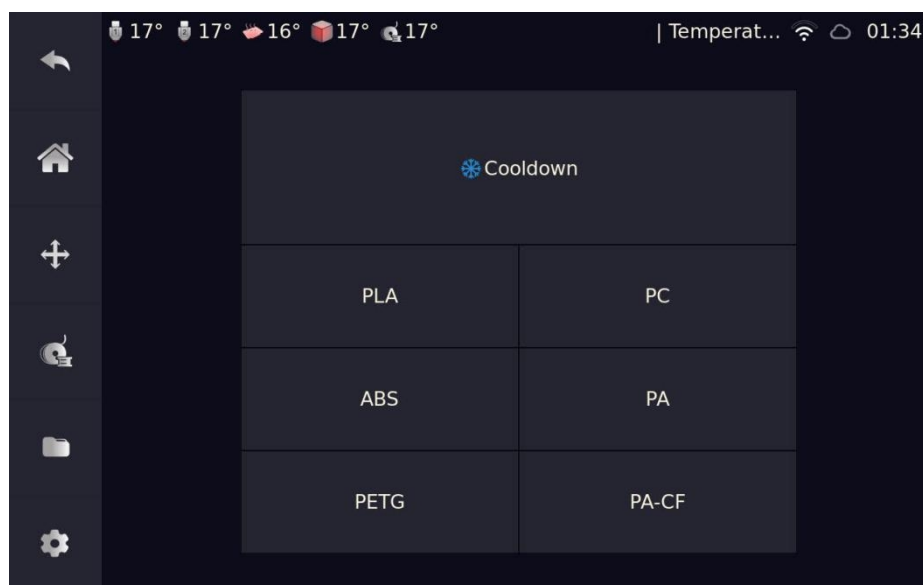 17° 17° 16° 17° 17° | Temperat... 01:34
Cooldown
PLA PC
ABS PA
PETG PA-CF